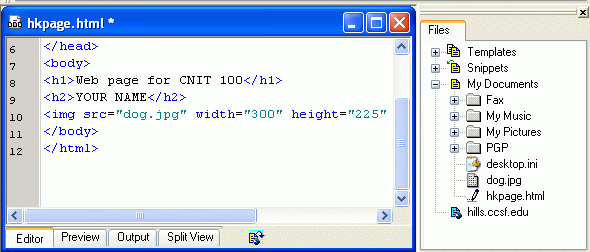 hkpage.html *
6 </head>
7 <body>
8 <h1>Web page for CNIT 100</h1>
9 <h2>YOUR NAME</h2>
10 <img src="dog.jpg" width="300" height="225"
11 </body>
12 </html>
Editor Preview Output Split View
Files
Templates
Snippets
My Documents
Fax
My Music
My Pictures
PGP
desktop.ini
dog.jpg
hkpage.html
hills.ccsf.edu